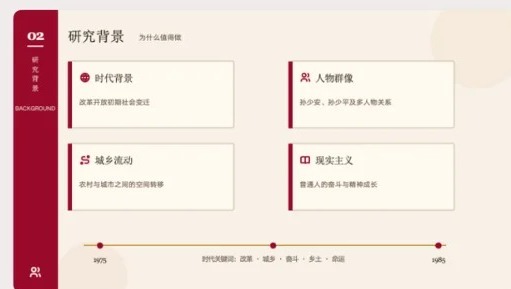 02
研究背景
BACKGROUND
研究背景 为什么值得做
时代背景
改革开放初期社会变迁
人物群像
孙少安、孙少平及多人物关系
城乡流动
农村与城市之间的空间转移
现实主义
普通人的奋斗与精神成长
1975
时代关键词：改革 · 城乡 · 奋斗 · 乡土 · 命运
1985